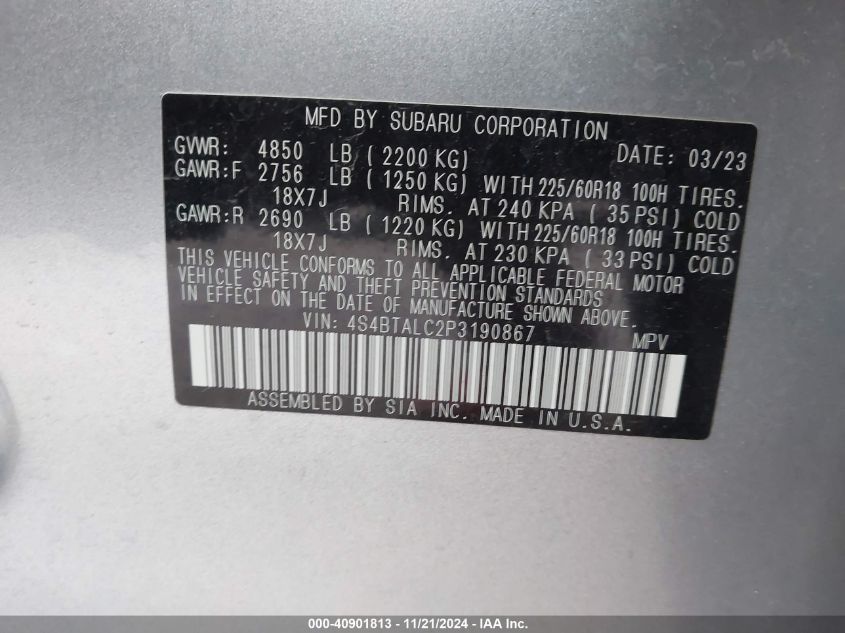 MFD BY SUBARU CORPORATION
GVWR: 4850 LB ( 2200 KG) DATE: 03/23
GAWR:F 2756 LB ( 1250 KG) WITH 225/60R18 100H TIRES.
18X7J RIMS. AT 240 KPA ( 35 PSI) COLD
GAWR:R 2690 LB ( 1220 KG) WITH 225/60R18 100H TIRES.
18X7J RIMS. AT 230 KPA ( 33 PSI) COLD
THIS VEHICLE CONFORMS TO ALL APPLICABLE FEDERAL MOTOR
VEHICLE SAFETY AND THEFT PREVENTION STANDARDS
IN EFFECT ON THE DATE OF MANUFACTURE SHOWN ABOVE.
VIN: 4S4BTALC2P3190867 MPV
ASSEMBLED BY SIA INC. MADE IN U.S.A.
000-40901813 - 11/21/2024 - IAA Inc.